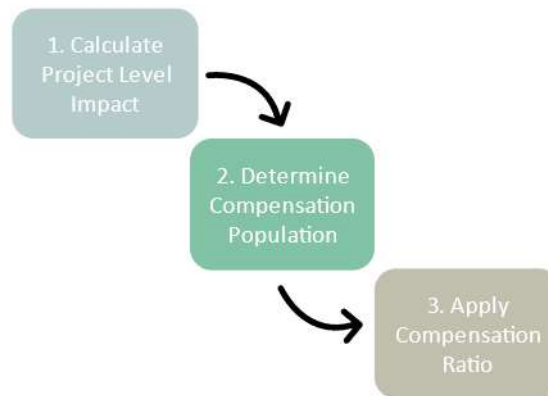 1. Calculate
Project Level
Impact
2. Determine
Compensation
Population
3. Apply
Compensation
Ratio